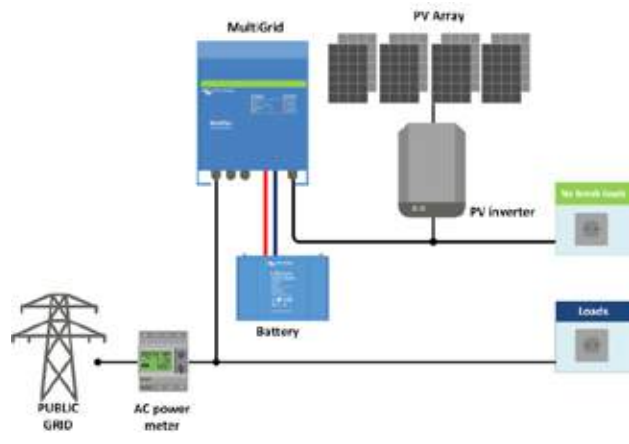 MultiGrid
PV Array
PV inverter
No break loads
Battery
Loads
PUBLIC
GRID
AC power
meter